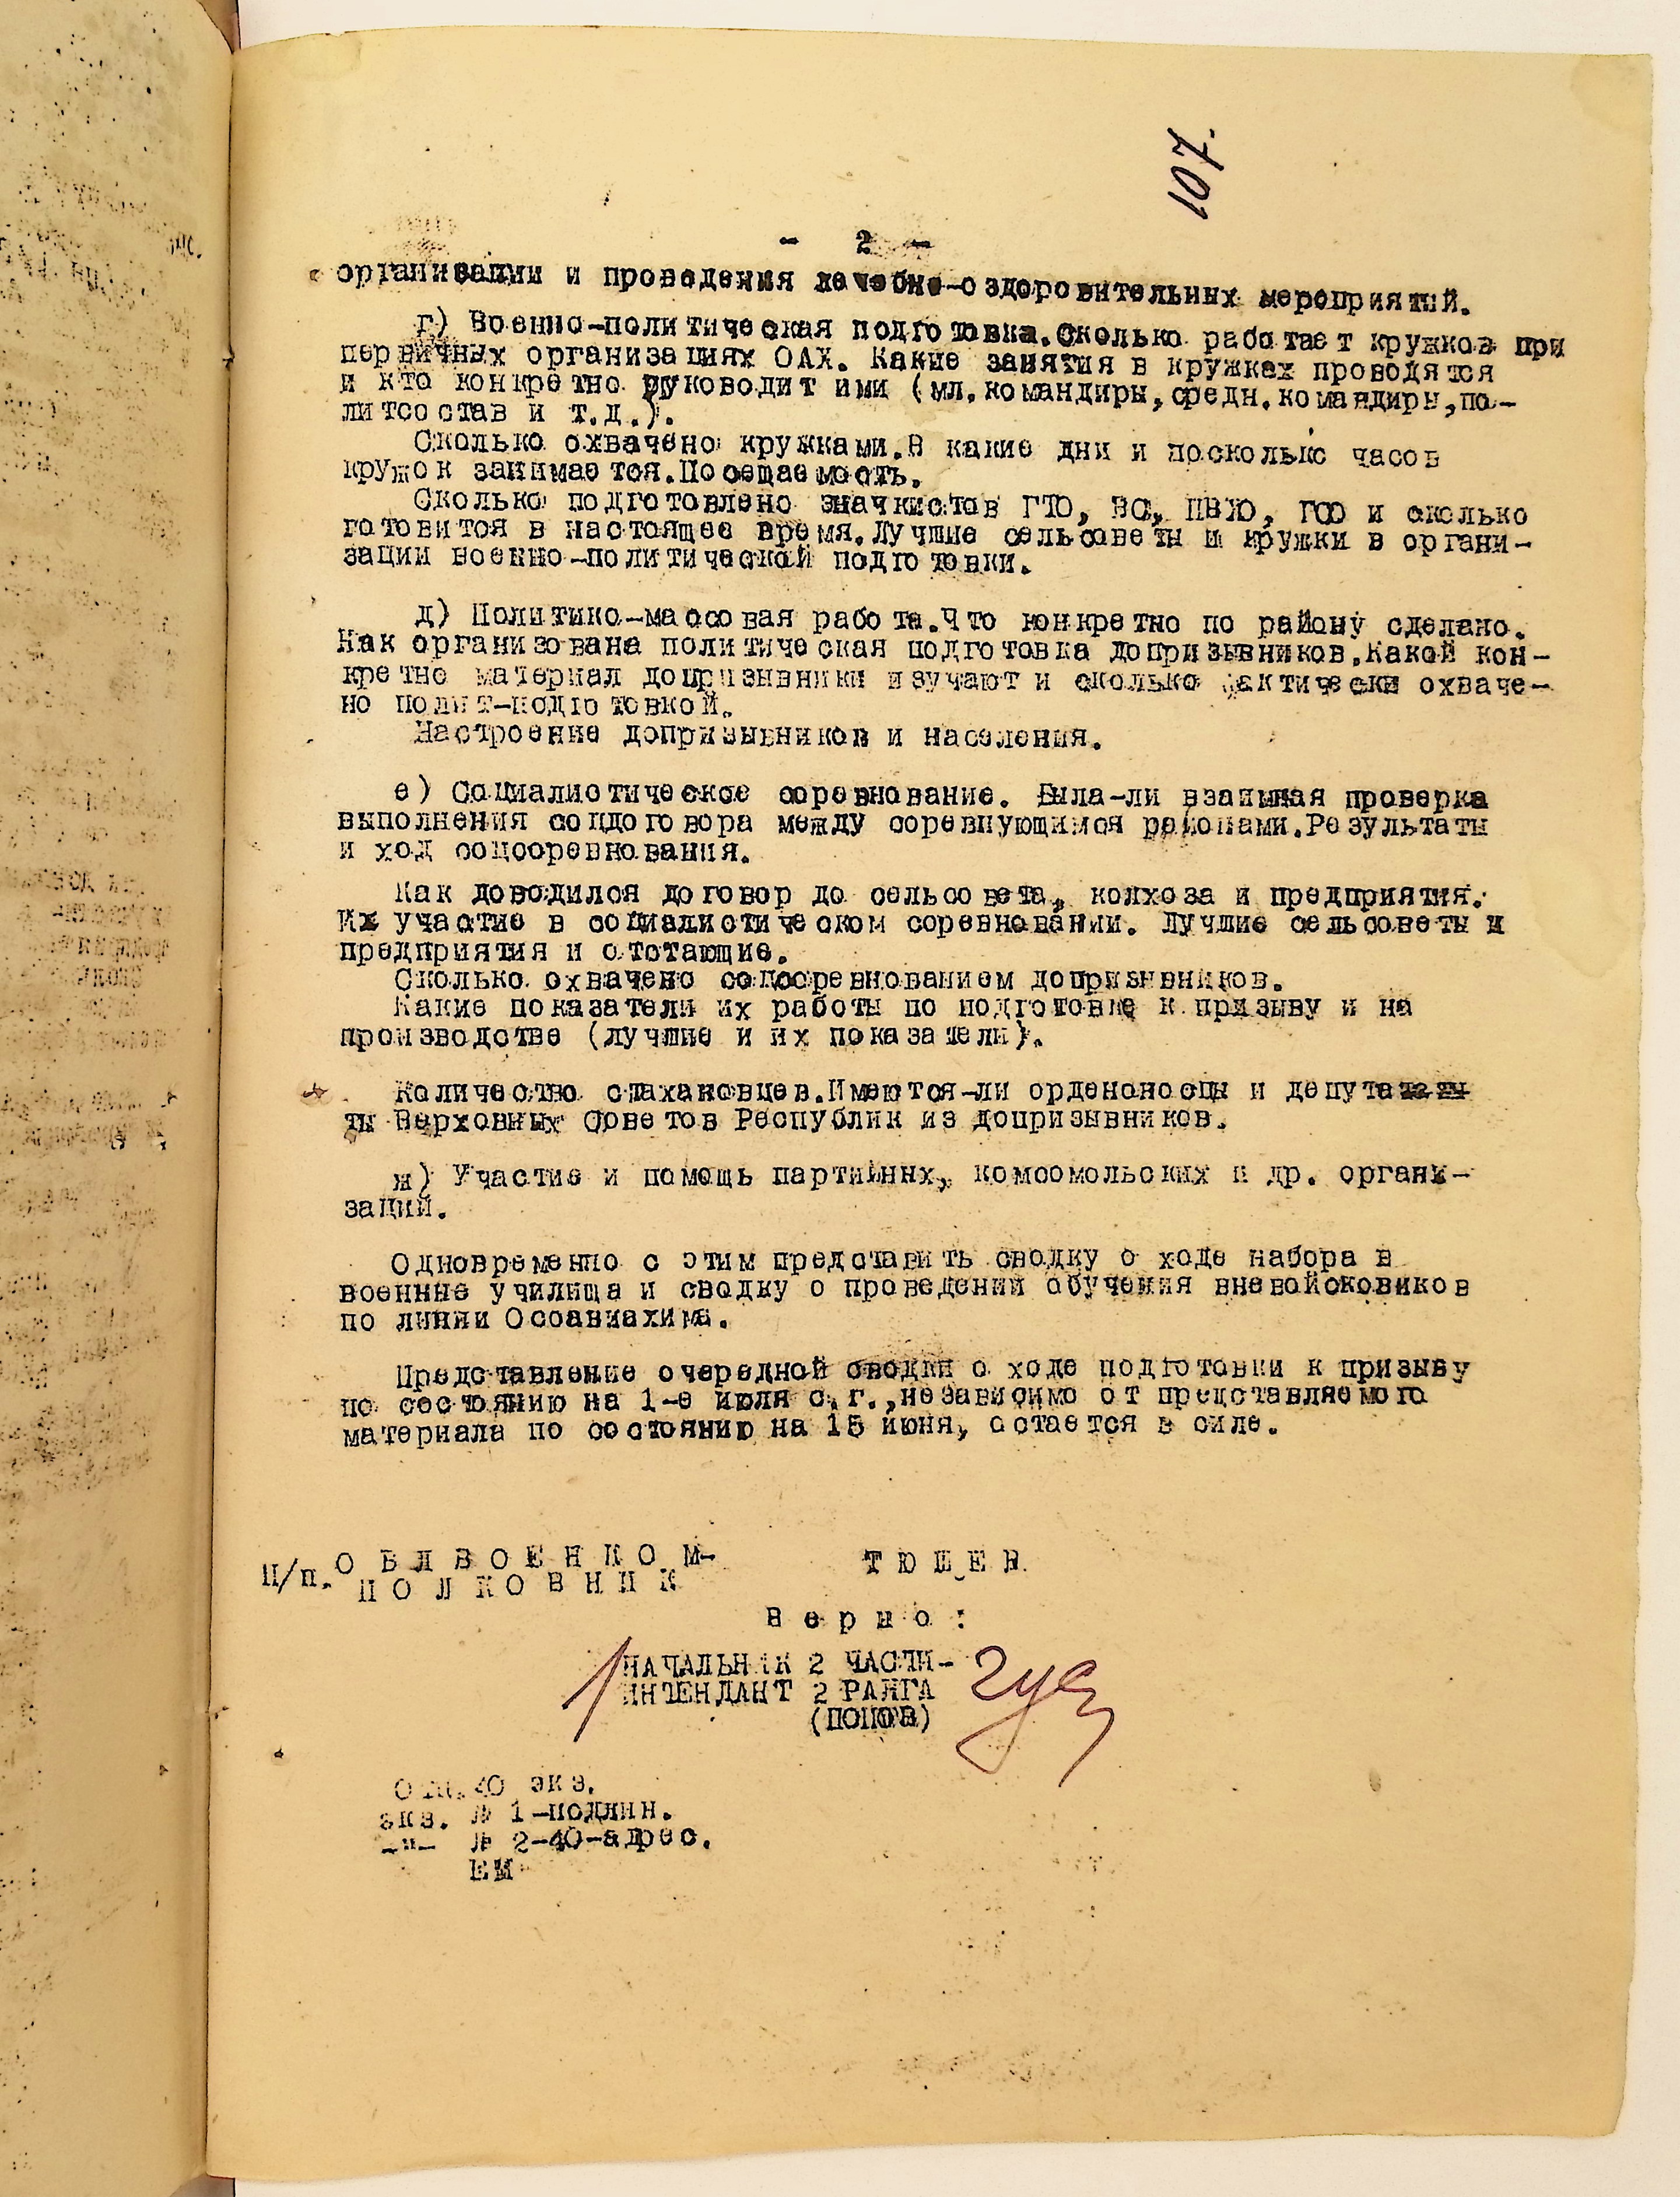 107.
- 2 -
организации и проведения лечебно-оздоровительных мероприятий.
г) Военно-политическая подготовка.Сколько работает кружков при
первичных организациях ОАХ. Какие занятия в кружках проводятся
и кто конкретно руководит ими (мл.командиры,средн.командиры,по-
литсостав и т.д.).
Сколько охвачено кружками.В какие дни и посколько часов
кружок занимается.Посещаемость.
Сколько подготовлено значкистов ГТО, ВС, ПВХО, ГСО и сколько
готовится в настоящее время.Лучшие сельсоветы и кружки в органи-
зации военно-политической подготовки.
д) Политико-массовая работа.Что конкретно по району сделано.
Как организована политическая подготовка допризывников.Какой кон-
кретно материал допризывники изучают и сколько фактически охваче-
но полит-подготовкой.
Настроение допризывников и населения.
е) Социалистическое соревнование. Была-ли взаимная проверка
выполнения соцдоговора между соревнующимися районами.Результаты
и ход соцсоревнования.
Как доводился договор до сельсовета, колхоза и предприятия.
Их участие в социалистическом соревновании. Лучшие сельсоветы и
предприятия и отстающие.
Сколько охвачено соцсоревнованием допризывников.
Какие показатели их работы по подготовке к призыву и на
производстве (лучшие и их показатели).
Количество стахановцев.Имеются-ли орденоносцы и депута
ты Верховных Советов Республик из допризывников.
ж) Участие и помощь партийных, комсомольских и др. органи-
заций.
Одновременно с этим представить сводку о ходе набора в
военные училища и сводку о проведении обучения вневойсковиков
по линии Осоавиахима.
Представление очередной сводки о ходе подготовки к призыву
по состоянию на 1-е июля с.г.,независимо от представляемого
материала по состоянию на 15 июня, остается в силе.
П/п. ОБЛВОЕНКОМ- ПОЛКОВНИК
Верно:
НАЧАЛЬНИК 2 ЧАСТИ-
ИНТЕНДАНТ 2 РАНГА
(ПОПОВ)
Отп.40 экз.
экз. № 1-подлин.
-"- № 2-40-адрес.
ЕМ